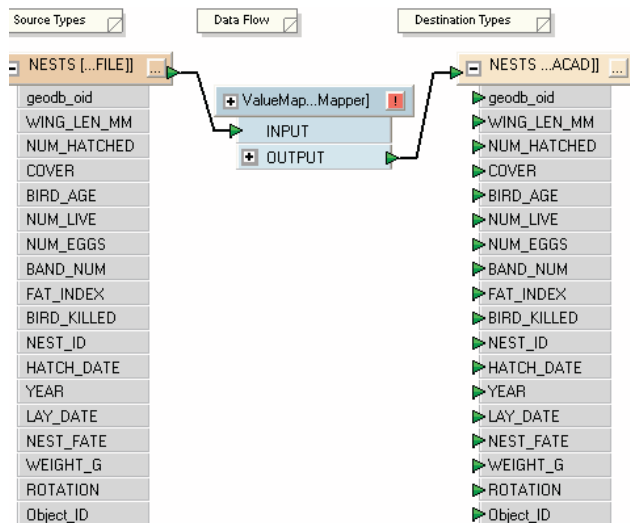 Source Types
Data Flow
Destination Types
NESTS [...FILE]] ...
ValueMap...Mapper] !
INPUT
OUTPUT
NESTS ...ACAD]] ...
geodb_oid
WING_LEN_MM
NUM_HATCHED
COVER
BIRD_AGE
NUM_LIVE
NUM_EGGS
BAND_NUM
FAT_INDEX
BIRD_KILLED
NEST_ID
HATCH_DATE
YEAR
LAY_DATE
NEST_FATE
WEIGHT_G
ROTATION
Object_ID
geodb_oid
WING_LEN_MM
NUM_HATCHED
COVER
BIRD_AGE
NUM_LIVE
NUM_EGGS
BAND_NUM
FAT_INDEX
BIRD_KILLED
NEST_ID
HATCH_DATE
YEAR
LAY_DATE
NEST_FATE
WEIGHT_G
ROTATION
Object_ID